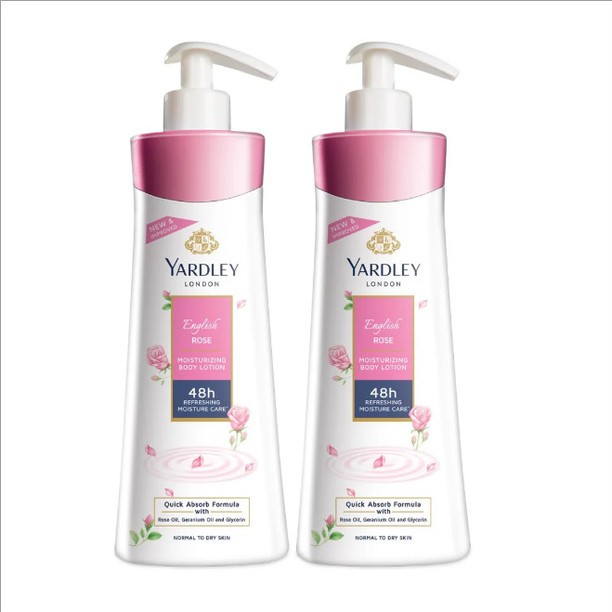 NEW &
IMPROVED
YARDLEY
LONDON
English
ROSE
MOISTURIZING
BODY LOTION
48h
REFRESHING
MOISTURE CARE*
Quick Absorb Formula
with
Rose Oil, Geranium Oil and Glycerin
NORMAL TO DRY SKIN
NEW &
IMPROVED
YARDLEY
LONDON
English
ROSE
MOISTURIZING
BODY LOTION
48h
REFRESHING
MOISTURE CARE*
Quick Absorb Formula
with
Rose Oil, Geranium Oil and Glycerin
NORMAL TO DRY SKIN